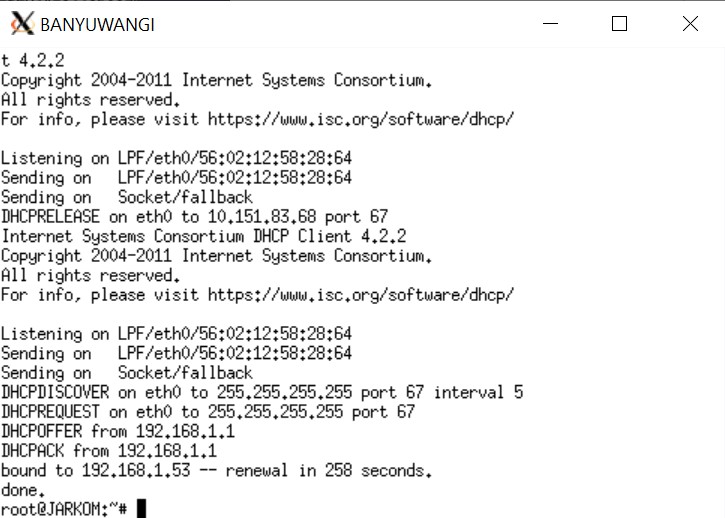 BANYUWANGI
t 4.2.2
Copyright 2004-2011 Internet Systems Consortium.
All rights reserved.
For info, please visit https://www.isc.org/software/dhcp/
Listening on LPF/eth0/56:02:12:58:28:64
Sending on   LPF/eth0/56:02:12:58:28:64
Sending on   Socket/fallback
DHCPRELEASE on eth0 to 10.151.83.68 port 67
Internet Systems Consortium DHCP Client 4.2.2
Copyright 2004-2011 Internet Systems Consortium.
All rights reserved.
For info, please visit https://www.isc.org/software/dhcp/
Listening on LPF/eth0/56:02:12:58:28:64
Sending on   LPF/eth0/56:02:12:58:28:64
Sending on   Socket/fallback
DHCPDISCOVER on eth0 to 255.255.255.255 port 67 interval 5
DHCPREQUEST on eth0 to 255.255.255.255 port 67
DHCPOFFER from 192.168.1.1
DHCPACK from 192.168.1.1
bound to 192.168.1.53 -- renewal in 258 seconds.
done.
root@JARKOM:~#